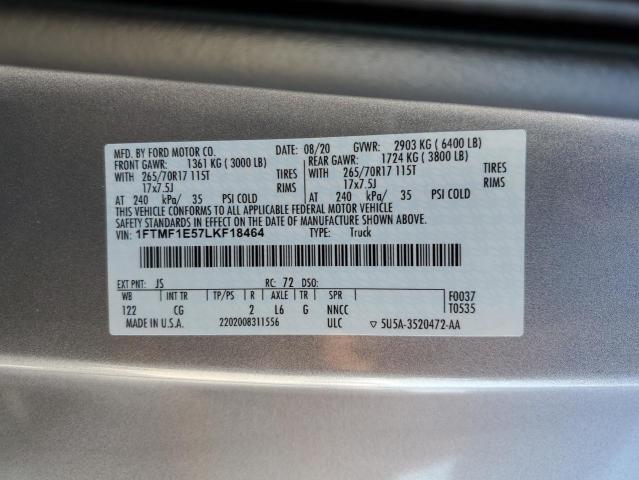 MFD. BY FORD MOTOR CO. DATE: 08/20 GVWR: 2903 KG ( 6400 LB)
FRONT GAWR: 1361 KG ( 3000 LB) REAR GAWR: 1724 KG ( 3800 LB)
WITH 265/70R17 115T TIRES WITH 265/70R17 115T TIRES
17x7.5J RIMS 17x7.5J RIMS
AT 240 kPa/ 35 PSI COLD AT 240 kPa/ 35 PSI COLD
THIS VEHICLE CONFORMS TO ALL APPLICABLE FEDERAL MOTOR VEHICLE
SAFETY STANDARDS IN EFFECT ON THE DATE OF MANUFACTURE SHOWN ABOVE.
VIN: 1FTMF1E57LKF18464 TYPE: Truck
EXT PNT: JS RC: 72 DSO:
WB INT TR TP/PS R AXLE TR SPR F0037
122 CG 2 L6 G NNCC T0535
MADE IN U.S.A. 2202008311556 ULC ▽ 5U5A-3520472-AA